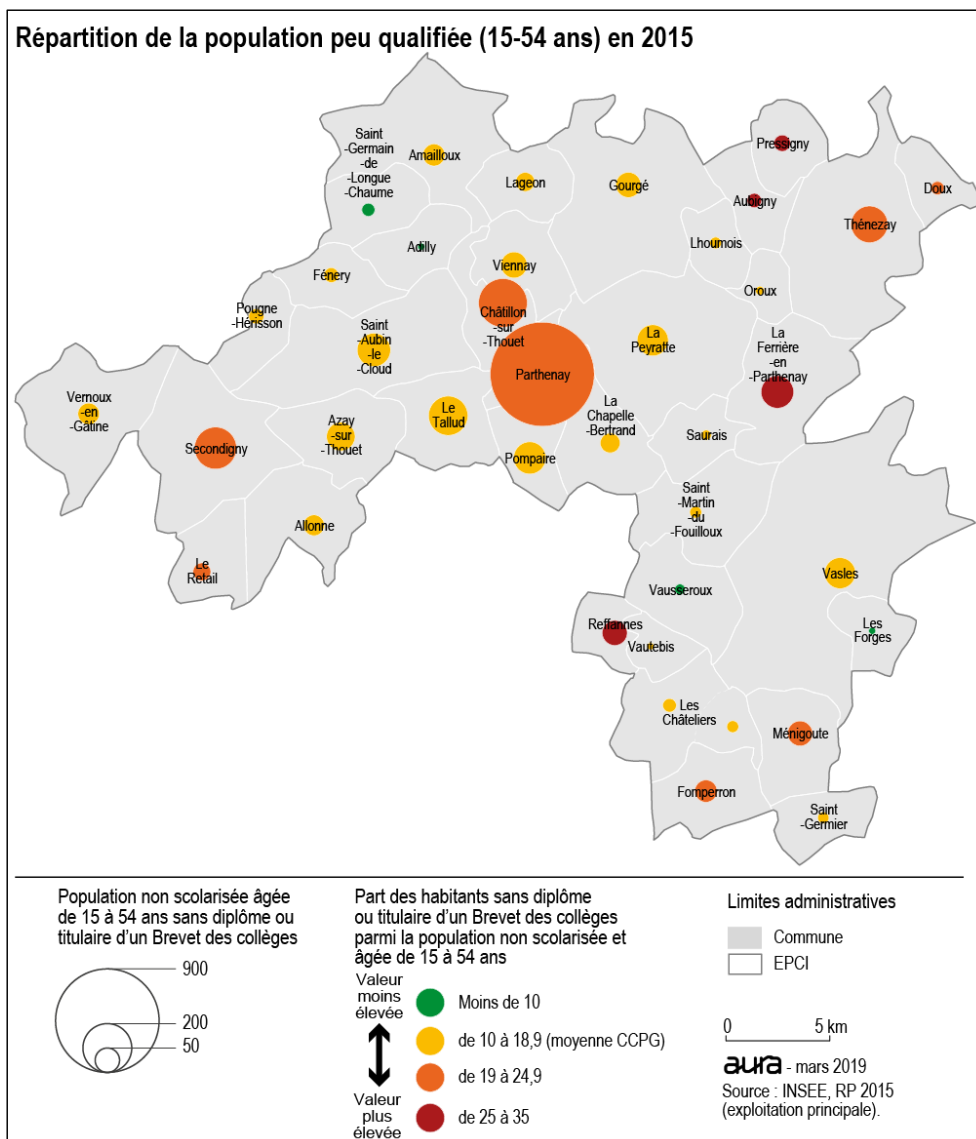 Répartition de la population peu qualifiée (15-54 ans) en 2015
Saint
-Germain
-de
-Longue
-Chaume
Amailloux
Lageon
Gourgé
Pressigny
Aubigny
Doux
Thénezay
Lhoumois
Adilly
Viennay
Fénery
Oroux
Pougne
-Hérisson
Saint
-Aubin
-le
-Cloud
Châtillon
-sur
-Thouet
La
Peyratte
La
Ferrière
-en
-Parthenay
Parthenay
Vernoux
-en
-Gâtine
Le
Tallud
La
Chapelle
-Bertrand
Azay
-sur
-Thouet
Secondigny
Saurais
Pompaire
Saint
-Martin
-du
-Fouilloux
Allonne
Le
Retail
Vasles
Vausseroux
Reffannes
Vautebis
Les
Forges
Les
Châteliers
Ménigoute
Fomperron
Saint
-Germier
Population non scolarisée âgée
de 15 à 54 ans sans diplôme ou
titulaire d'un Brevet des collèges
900
200
50
Part des habitants sans diplôme
ou titulaire d'un Brevet des collèges
parmi la population non scolarisée et
âgée de 15 à 54 ans
Valeur
moins
élevée
Valeur
plus
élevée
Moins de 10
de 10 à 18,9 (moyenne CCPG)
de 19 à 24,9
de 25 à 35
Limites administratives
Commune
EPCI
0 5 km
aura - mars 2019
Source : INSEE, RP 2015
(exploitation principale).